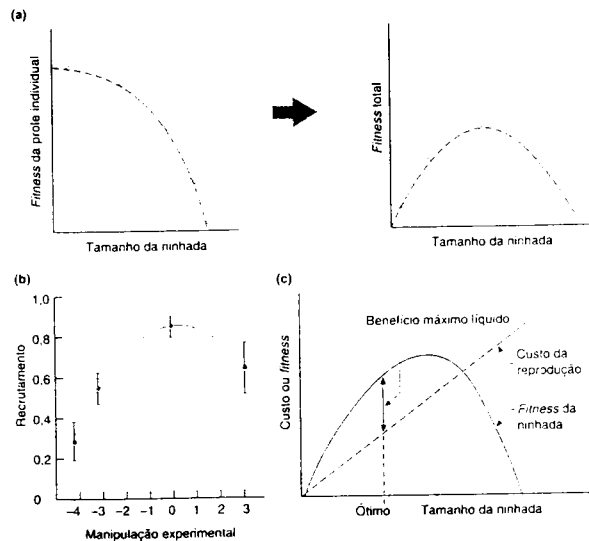 (a)
Fitness da prole individual
Tamanho da ninhada
Fitness total
Tamanho da ninhada
(b)
Recrutamento
1,0
0,8
0,6
0,4
0,2
0
-4 -3 -2 -1 0 1 2 3
Manipulação experimental
(c)
Custo ou fitness
Benefício máximo líquido
Custo da
reprodução
Fitness da
ninhada
Ótimo
Tamanho da ninhada